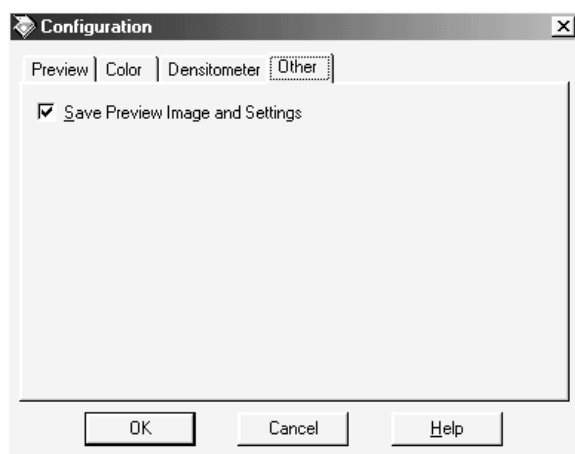 Configuration
Preview Color Densitometer Other
Save Preview Image and Settings
OK Cancel Help